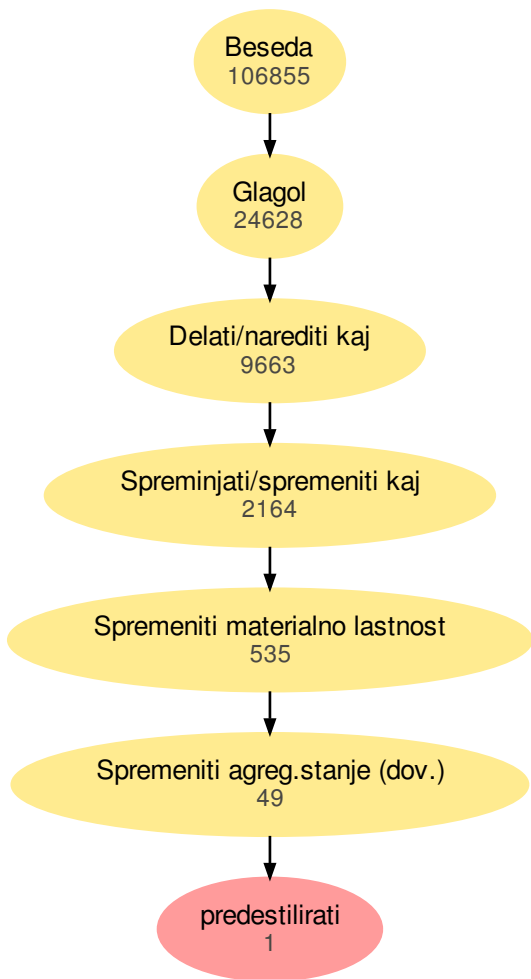 Beseda
106855
Glagol
24628
Delati/narediti kaj
9663
Spreminjati/spremeniti kaj
2164
Spremeniti materialno lastnost
535
Spremeniti agreg.stanje (dov.)
49
predestilirati
1